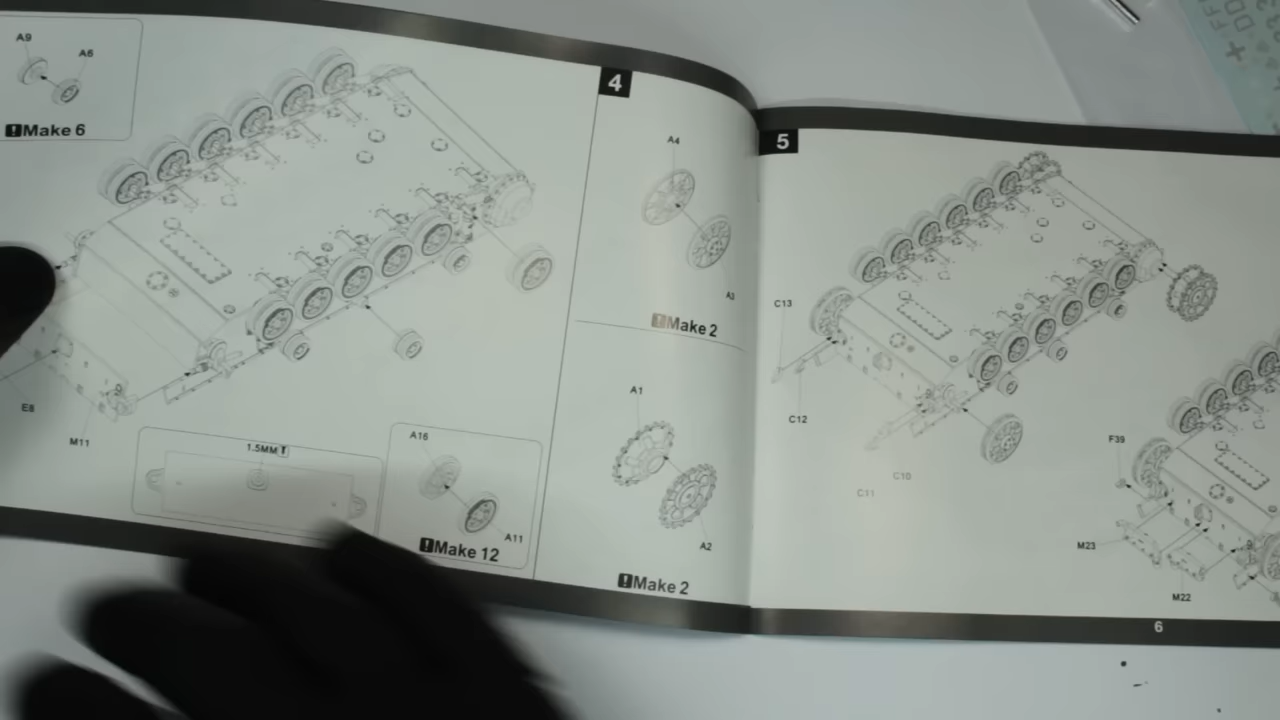 A9
A6
!Make 6
E8
M11
1.5MM!
A16
A11
!Make 12
4
A4
A3
!Make 2
A1
A2
!Make 2
5
C13
C12
C10
C11
F39
M23
M22
6